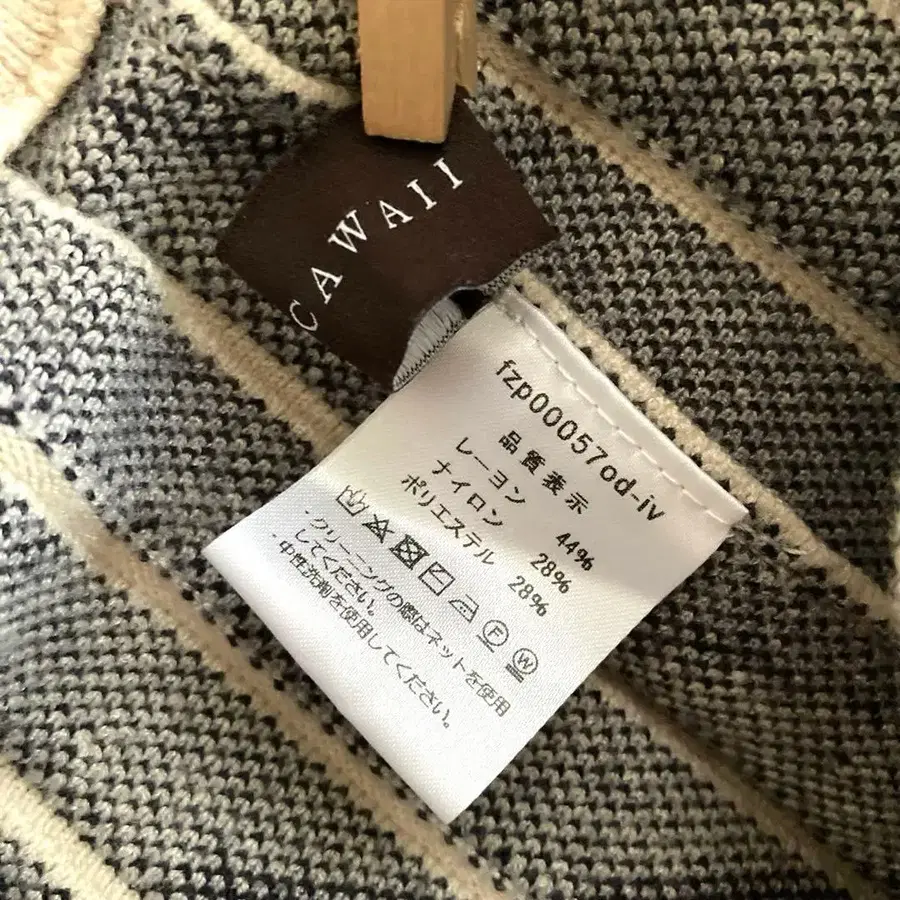 CAWAII
fzp00057od-iv
品質表示
レーヨン 44%
ナイロン 28%
ポリエステル 28%
F W
・クリーニングの際はネットを使用
してください。
・中性洗剤を使用してください。